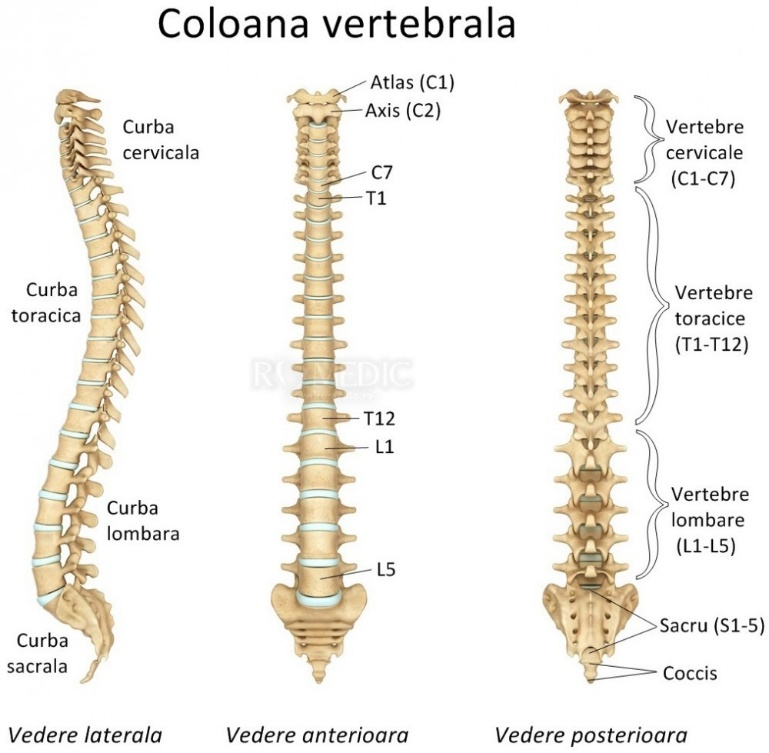 Coloana vertebrala
Curba
cervicala
Curba
toracica
Curba
lombara
Curba
sacrala
Vedere laterala
Atlas (C1)
Axis (C2)
C7
T1
T12
L1
L5
Vedere anterioara
Vertebre
cervicale
(C1-C7)
Vertebre
toracice
(T1-T12)
Vertebre
lombare
(L1-L5)
Sacru (S1-5)
Coccis
Vedere posterioara